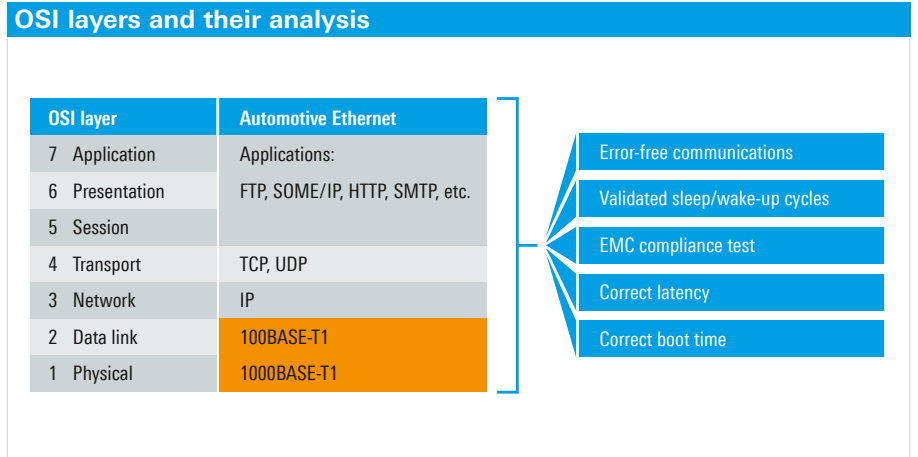 OSI layers and their analysis
OSI layer Automotive Ethernet
7 Application Applications:
6 Presentation FTP, SOME/IP, HTTP, SMTP, etc.
5 Session
4 Transport TCP, UDP
3 Network IP
2 Data link 100BASE-T1
1 Physical 1000BASE-T1
Error-free communications
Validated sleep/wake-up cycles
EMC compliance test
Correct latency
Correct boot time